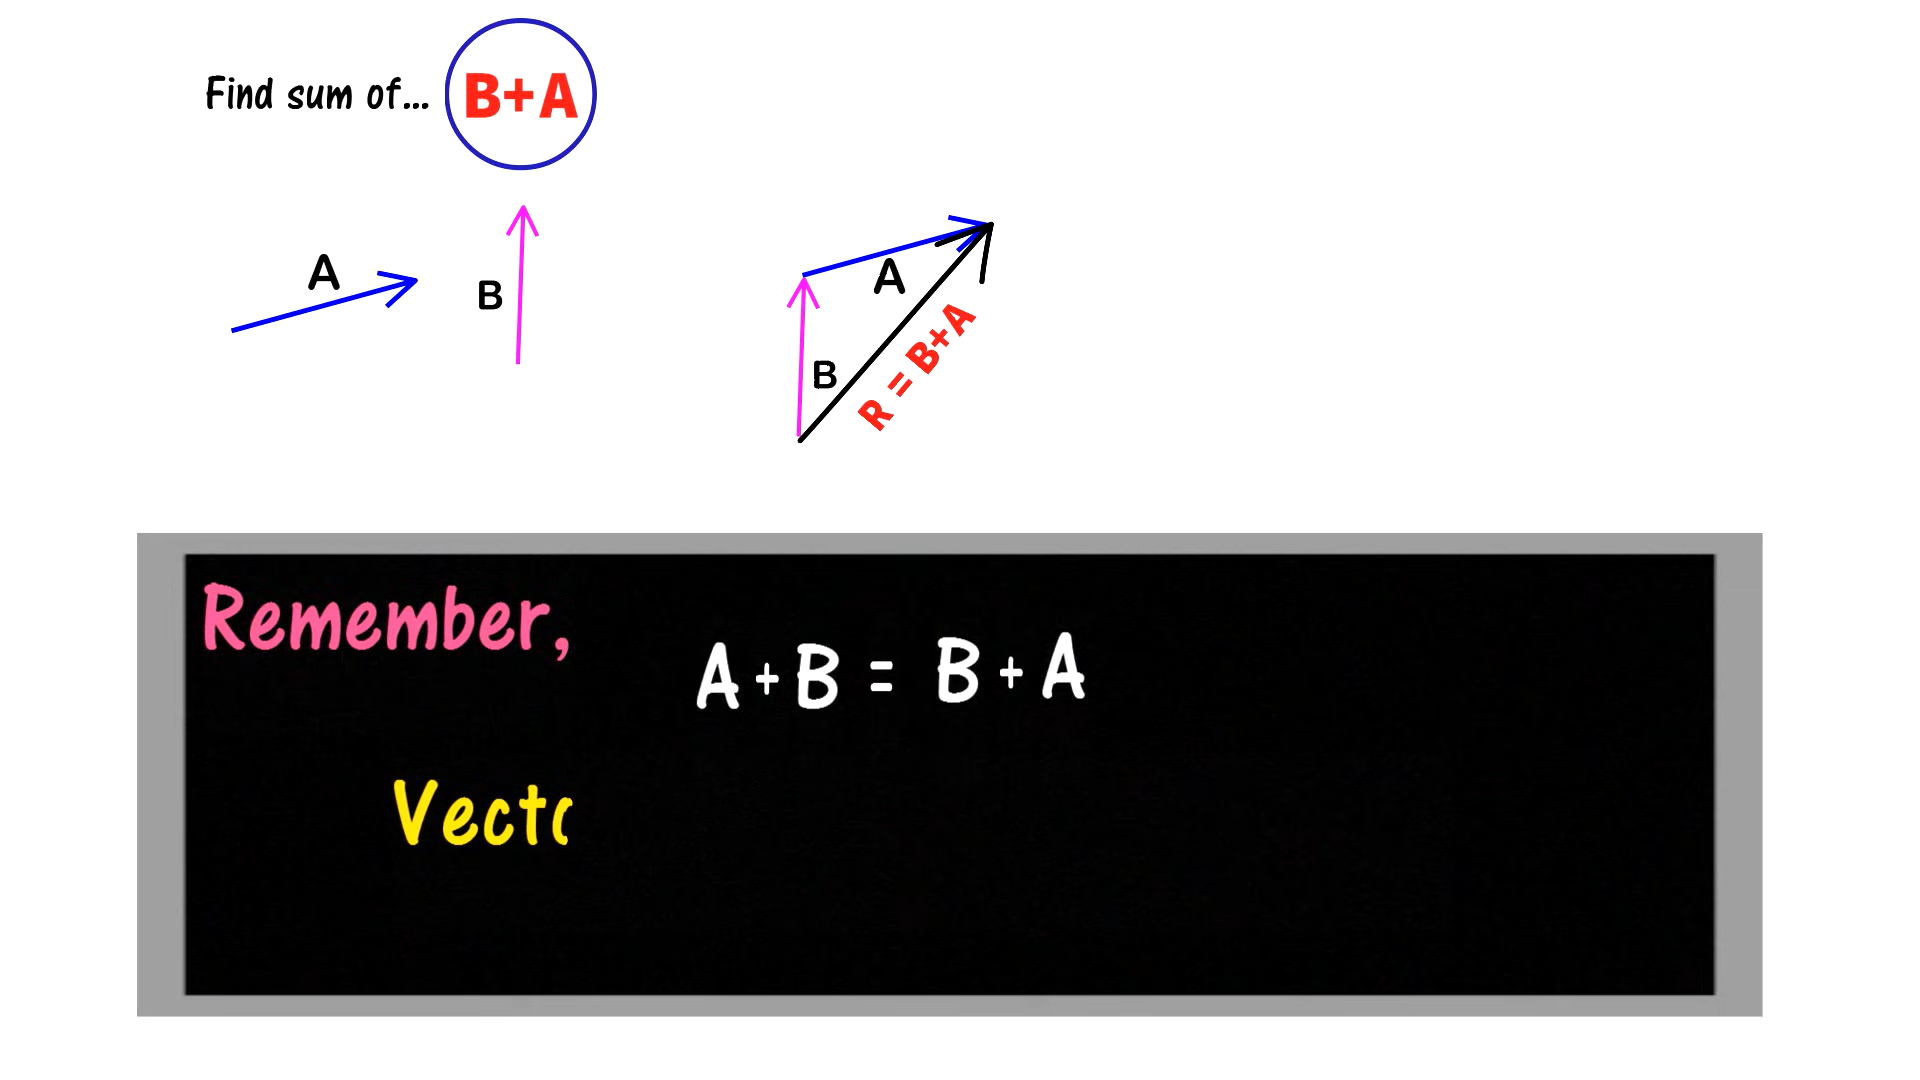 Find sum of... B+A
A
B
A
B
R = B+A
Remember,
A + B = B + A